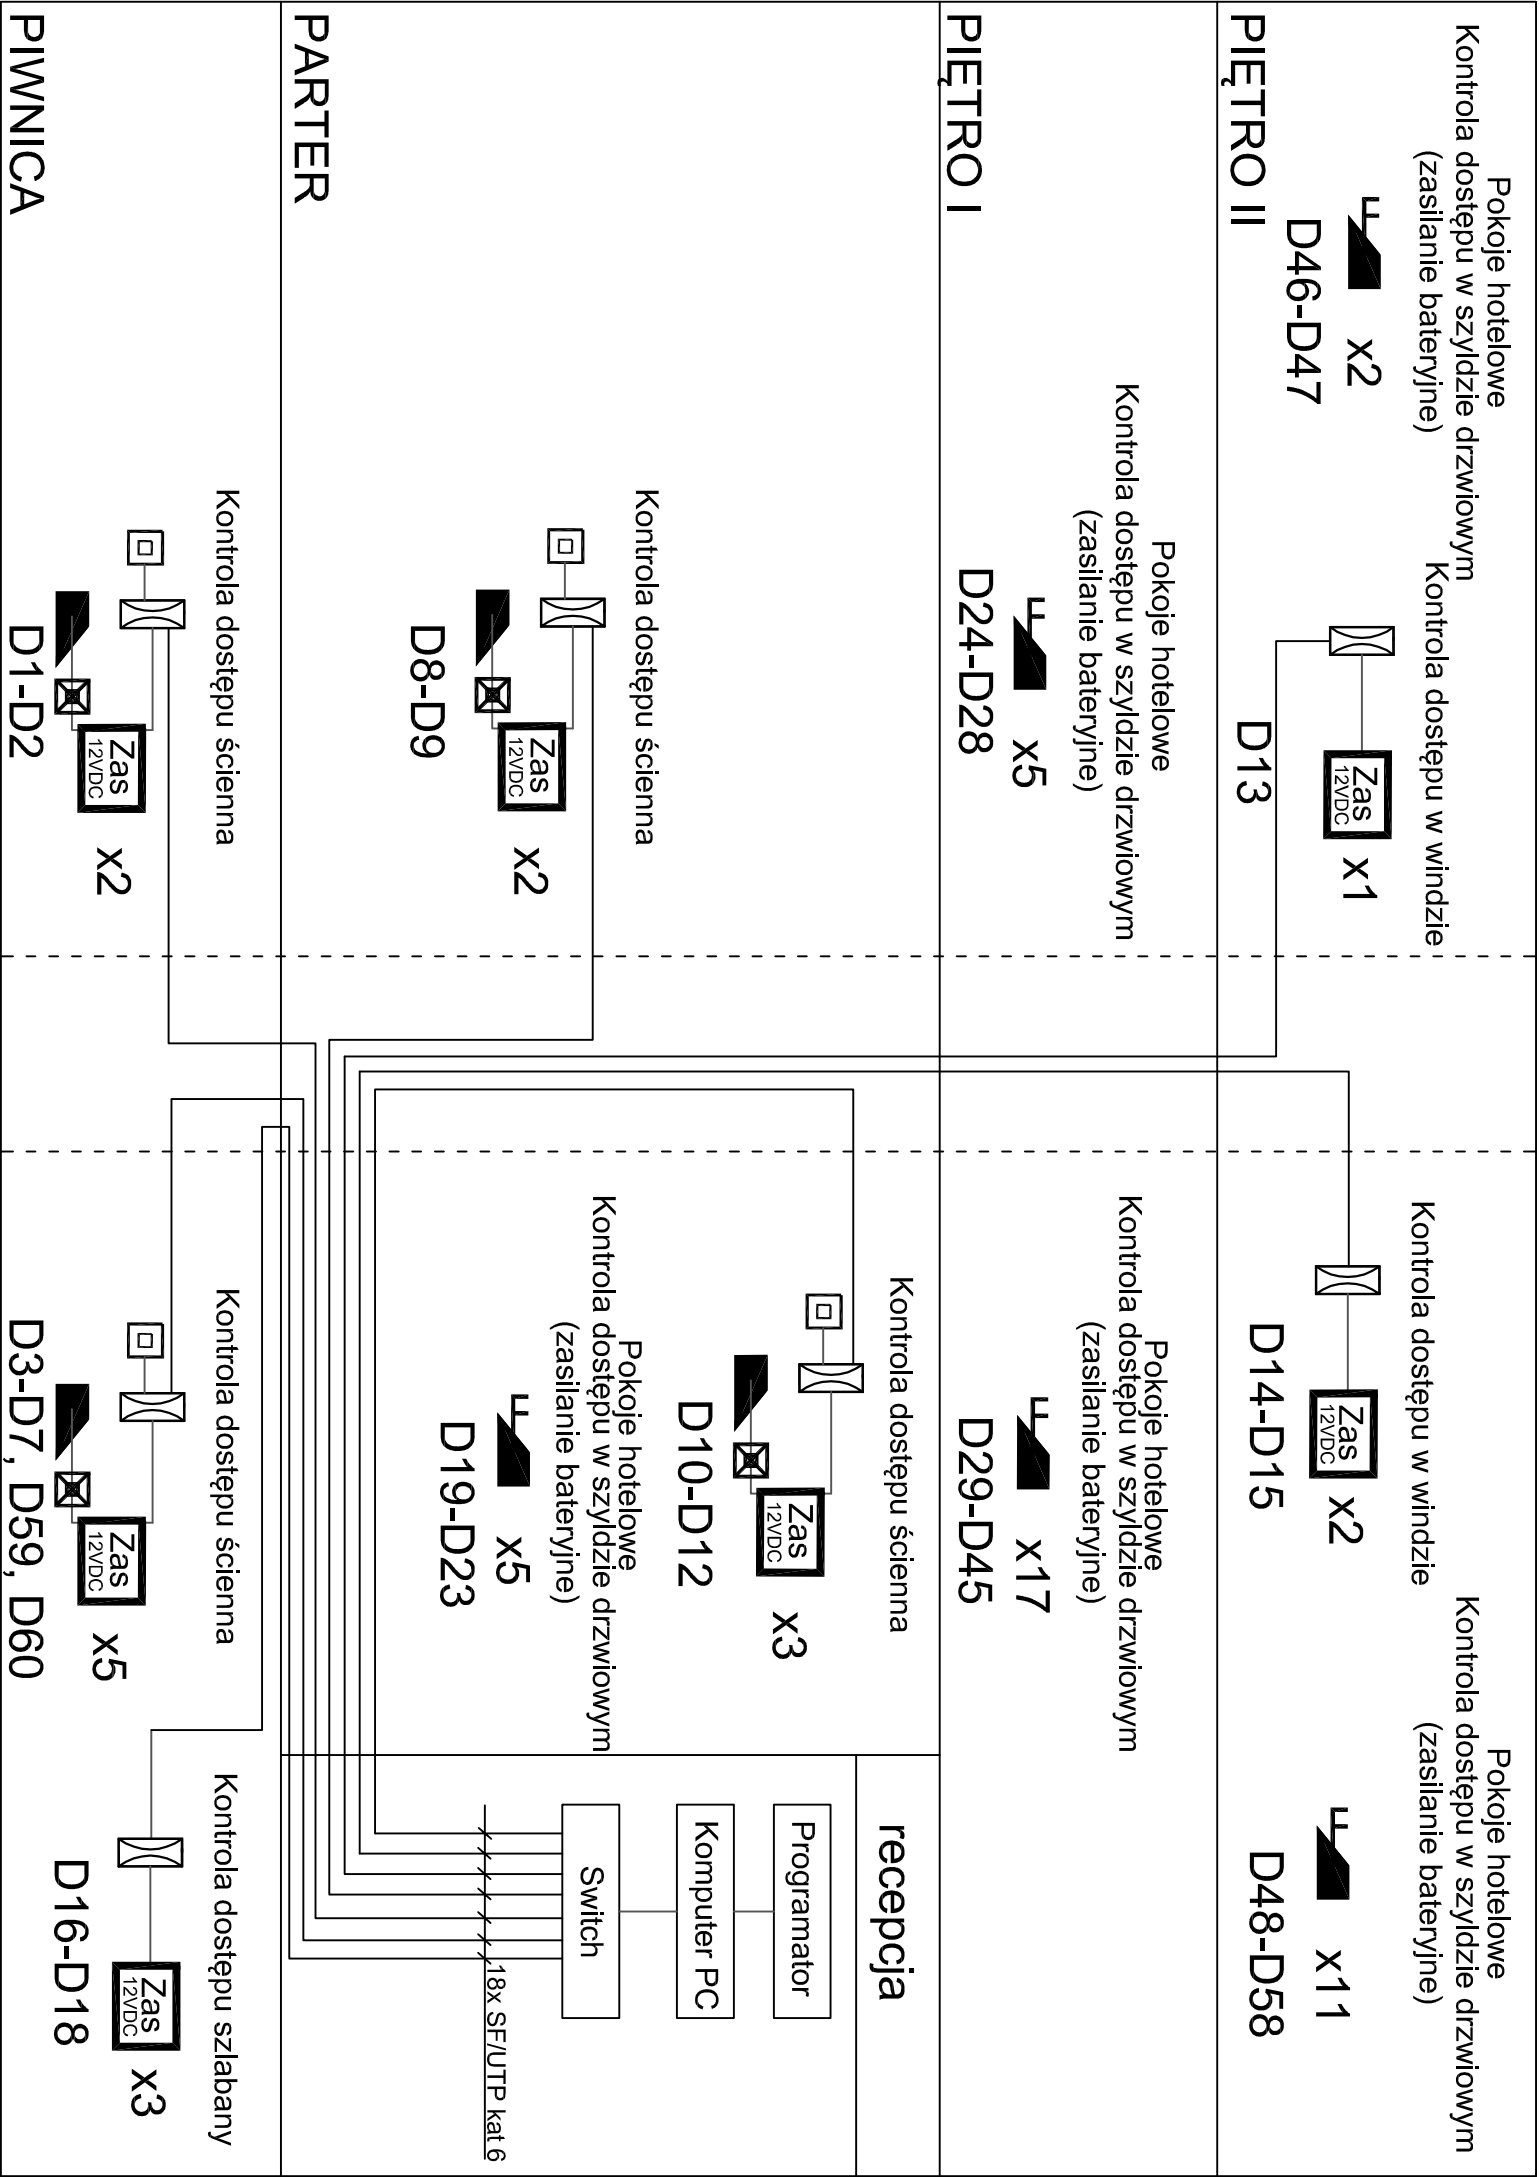 PIĘTRO II
Pokoje hotelowe
Kontrola dostępu w szyldzie drzwiowym
(zasilanie bateryjne)
x2
D46-D47
Kontrola dostępu w windzie
Zas
12VDC
x1
D13
Kontrola dostępu w windzie
Zas
12VDC
x2
D14-D15
Pokoje hotelowe
Kontrola dostępu w szyldzie drzwiowym
(zasilanie bateryjne)
x11
D48-D58
PIĘTRO I
Pokoje hotelowe
Kontrola dostępu w szyldzie drzwiowym
(zasilanie bateryjne)
x5
D24-D28
Pokoje hotelowe
Kontrola dostępu w szyldzie drzwiowym
(zasilanie bateryjne)
x17
D29-D45
PARTER
Kontrola dostępu ścienna
Zas
12VDC
x2
D8-D9
Kontrola dostępu ścienna
Zas
12VDC
x3
D10-D12
Pokoje hotelowe
Kontrola dostępu w szyldzie drzwiowym
(zasilanie bateryjne)
x5
D19-D23
recepcja
Programator
Komputer PC
Switch
18x SF/UTP kat 6
PIWNICA
Kontrola dostępu ścienna
Zas
12VDC
x2
D1-D2
Kontrola dostępu ścienna
Zas
12VDC
x5
D3-D7, D59, D60
Kontrola dostępu szlabany
Zas
12VDC
x3
D16-D18